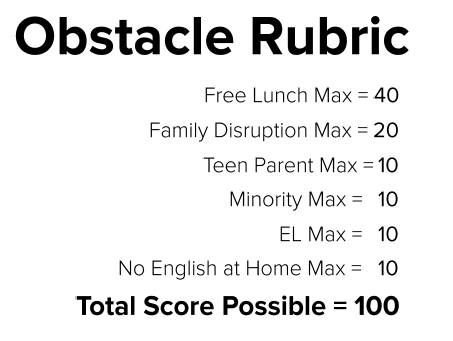 Obstacle Rubric
Free Lunch Max = 40
Family Disruption Max = 20
Teen Parent Max = 10
Minority Max = 10
EL Max = 10
No English at Home Max = 10
Total Score Possible = 100